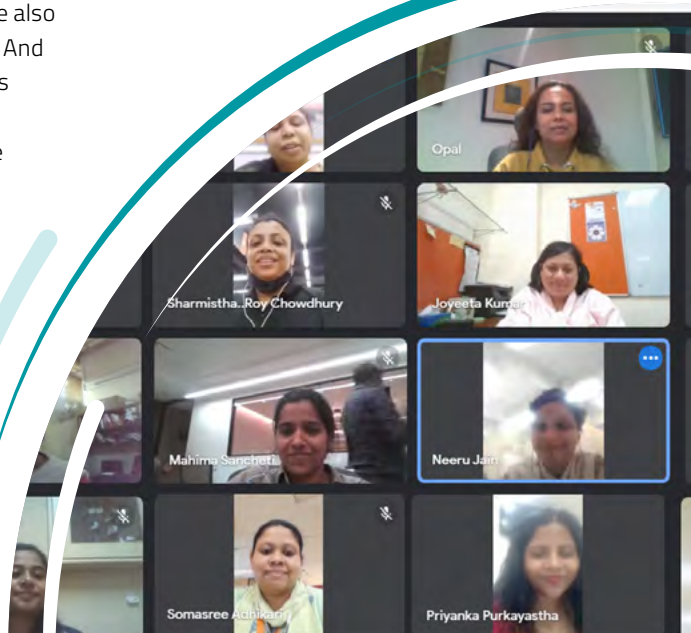 e also
And
s
e
Opal
Sharmistha..Roy Chowdhury
Joyeeta Kumar
Mahima Sancheti
Neeru Jain
Somasree Adhikari
Priyanka Purkayastha